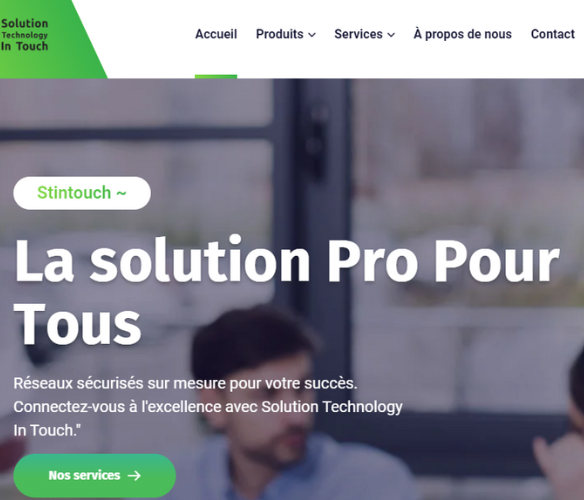 Solution
Technology
In Touch
Accueil Produits Services À propos de nous Contact
Stintouch ~
La solution Pro Pour
Tous
Réseaux sécurisés sur mesure pour votre succès.
Connectez-vous à l'excellence avec Solution Technology
In Touch."
Nos services →